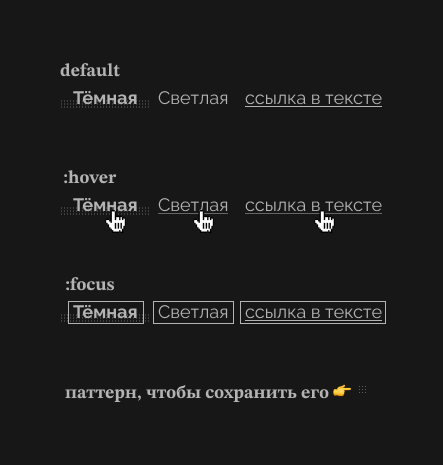 default
Тёмная Светлая ссылка в тексте
:hover
Тёмная Светлая ссылка в тексте
:focus
Тёмная Светлая ссылка в тексте
паттерн, чтобы сохранить его 👉